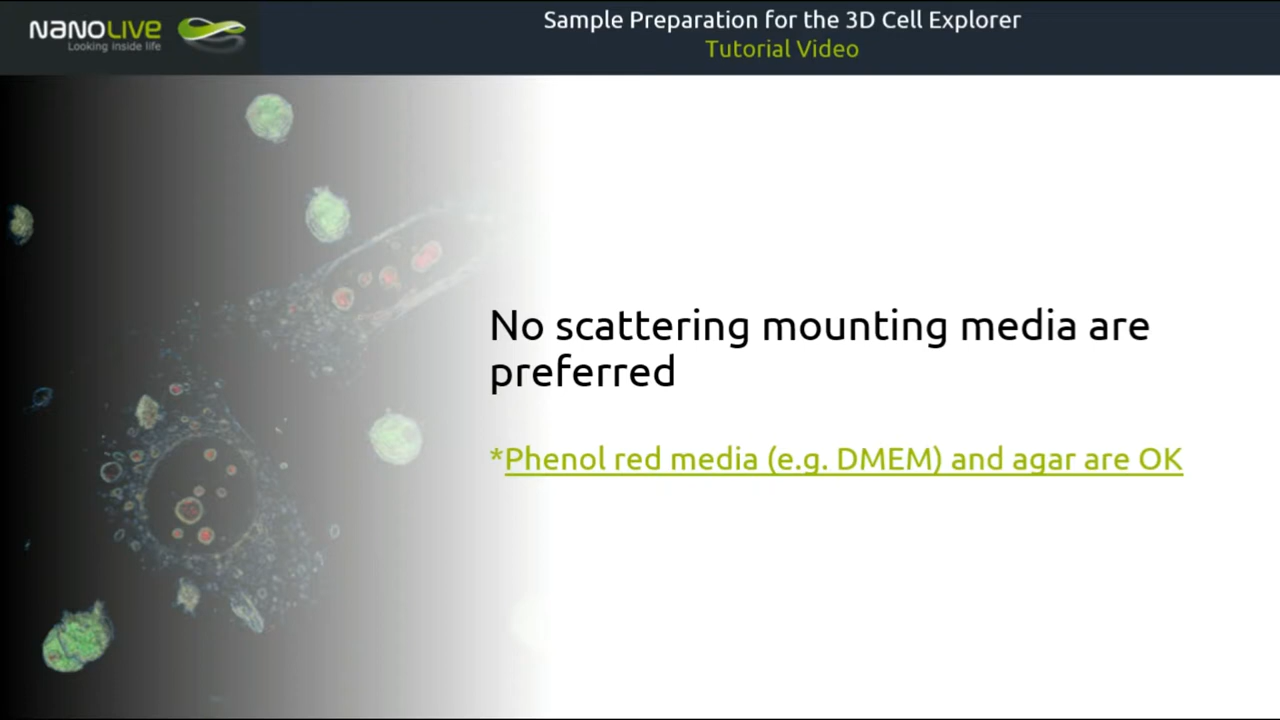 NANOLIVE
Looking inside life
Sample Preparation for the 3D Cell Explorer
Tutorial Video
No scattering mounting media are
preferred
*Phenol red media (e.g. DMEM) and agar are OK